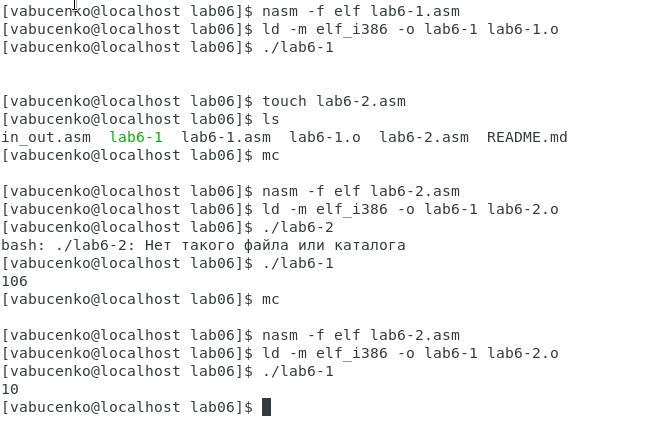 [vabucenko@localhost lab06]$ nasm -f elf lab6-1.asm
[vabucenko@localhost lab06]$ ld -m elf_i386 -o lab6-1 lab6-1.o
[vabucenko@localhost lab06]$ ./lab6-1
[vabucenko@localhost lab06]$ touch lab6-2.asm
[vabucenko@localhost lab06]$ ls
in_out.asm  lab6-1  lab6-1.asm  lab6-1.o  lab6-2.asm  README.md
[vabucenko@localhost lab06]$ mc
[vabucenko@localhost lab06]$ nasm -f elf lab6-2.asm
[vabucenko@localhost lab06]$ ld -m elf_i386 -o lab6-1 lab6-2.o
[vabucenko@localhost lab06]$ ./lab6-2
bash: ./lab6-2: Нет такого файла или каталога
[vabucenko@localhost lab06]$ ./lab6-1
106
[vabucenko@localhost lab06]$ mc
[vabucenko@localhost lab06]$ nasm -f elf lab6-2.asm
[vabucenko@localhost lab06]$ ld -m elf_i386 -o lab6-1 lab6-2.o
[vabucenko@localhost lab06]$ ./lab6-1
10
[vabucenko@localhost lab06]$